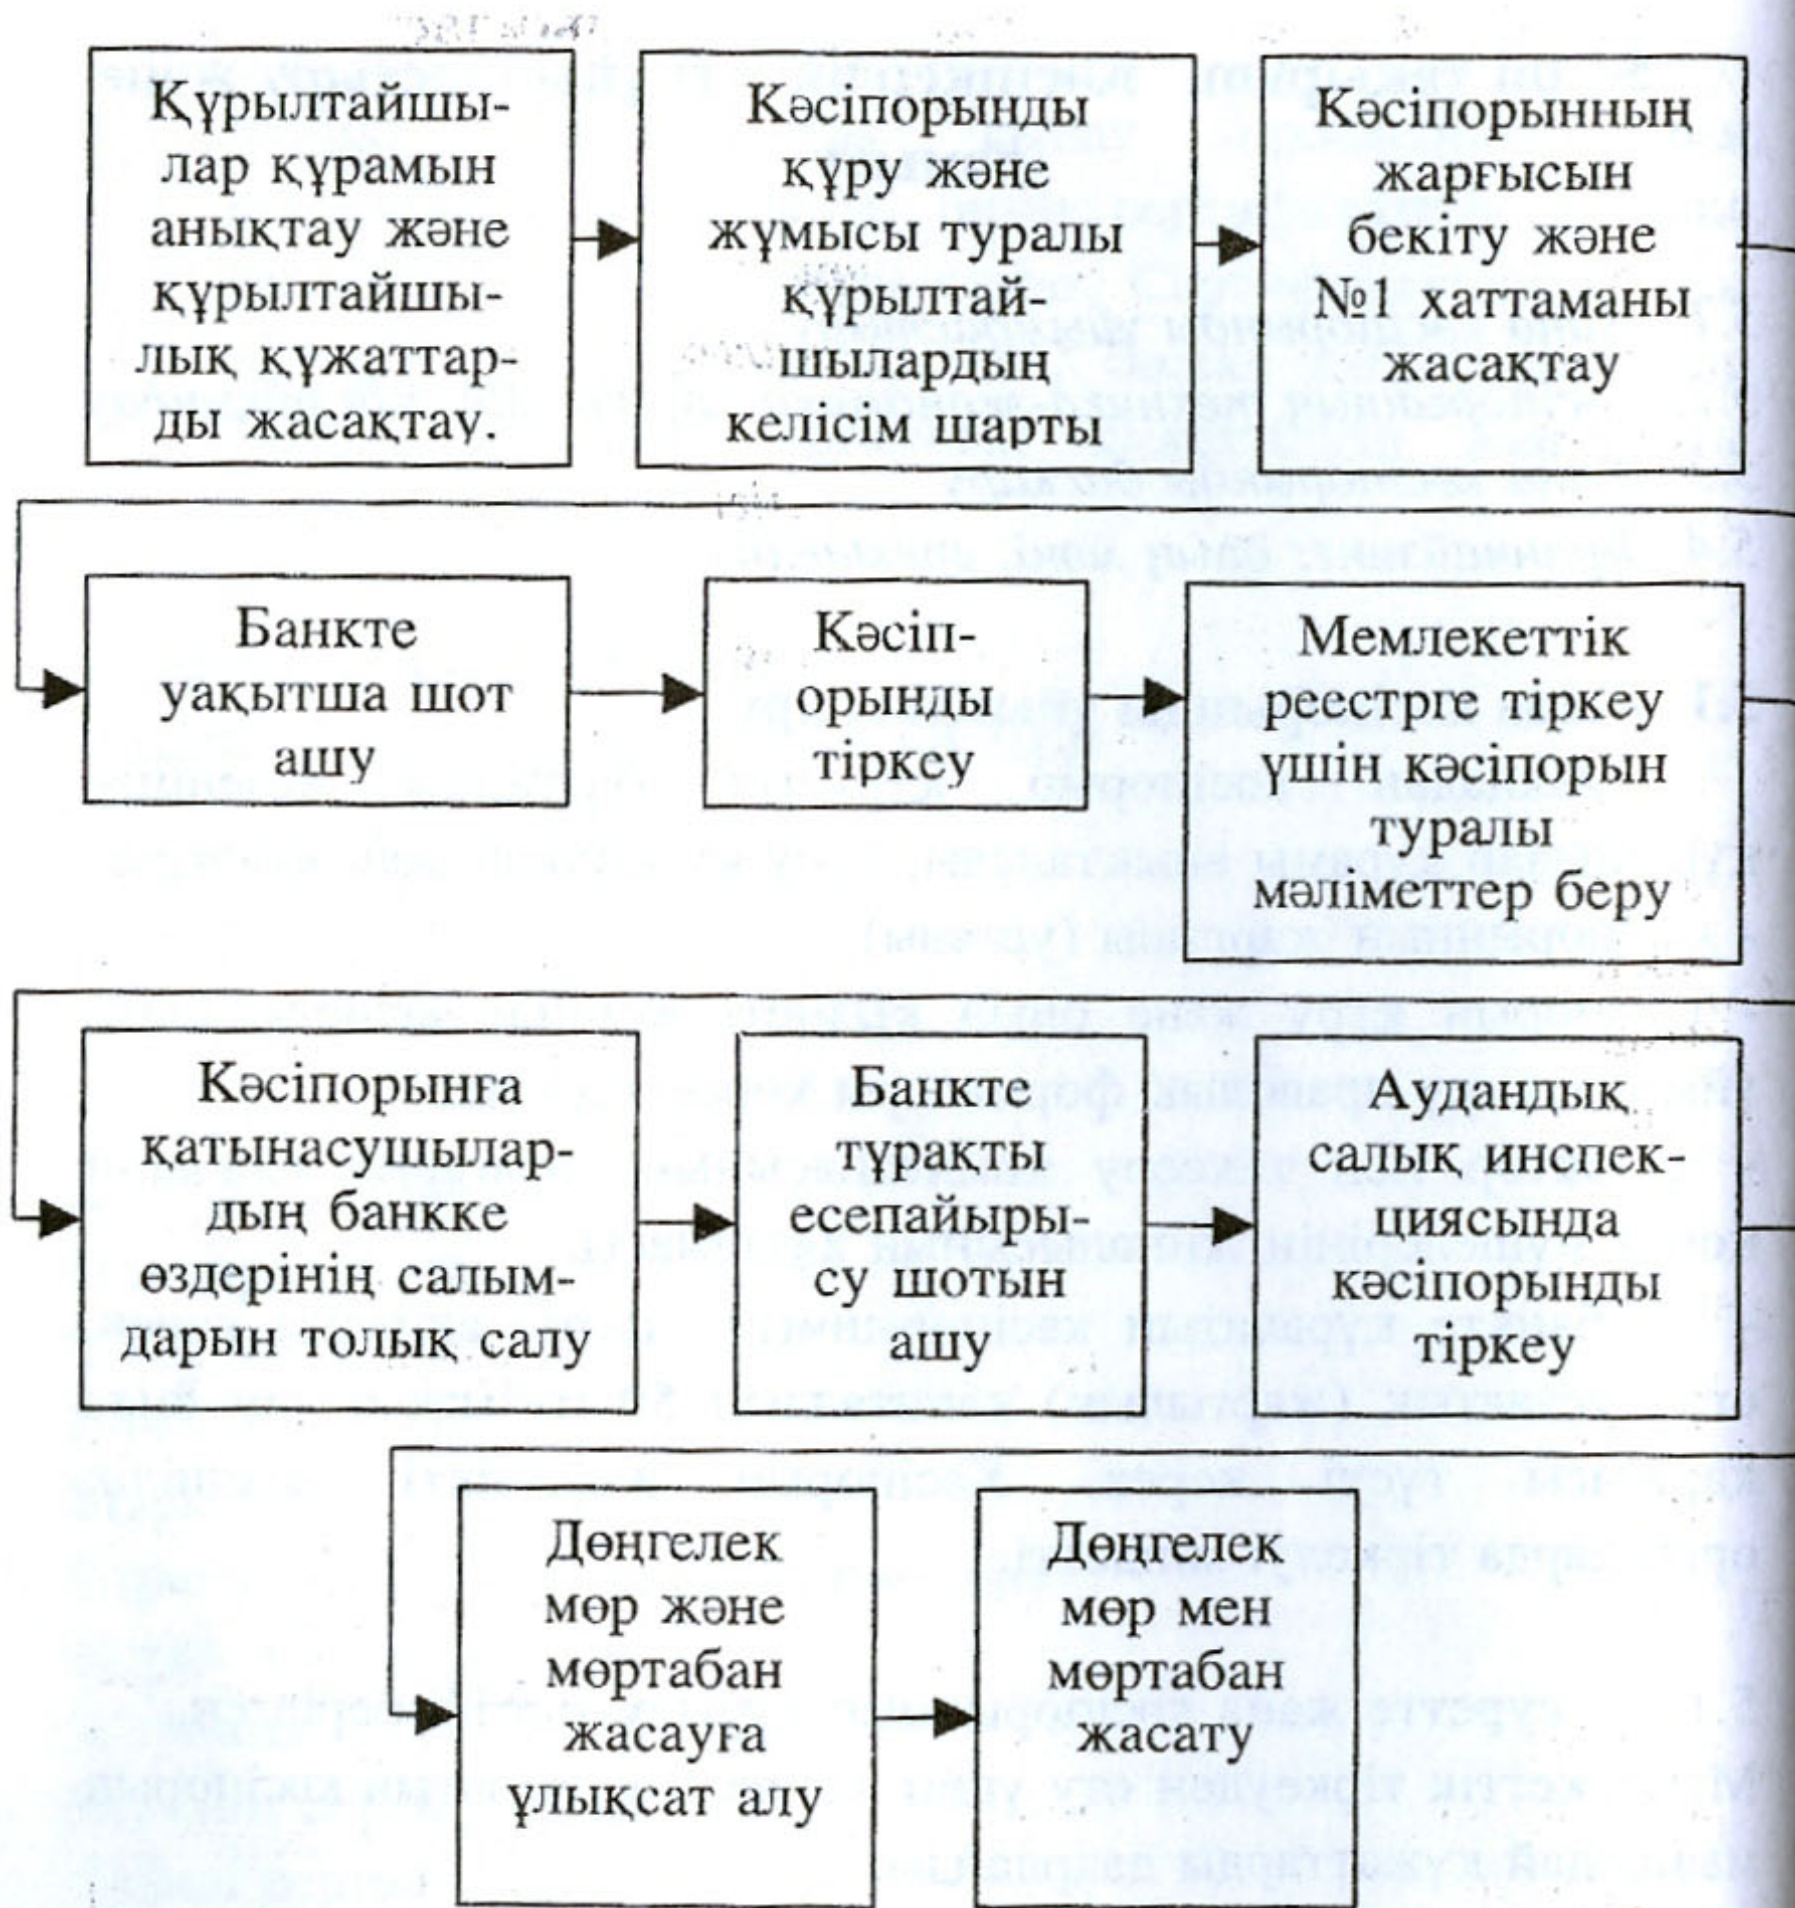 Құрылтайшы-
лар құрамын
анықтау және
құрылтайшы-
лық құжаттар-
ды жасақтау.
Кәсіпорынды
құру және
жұмысы туралы
құрылтай-
шылардың
келісім шарты
Кәсіпорынның
жарғысын
бекіту және
№1 хаттаманы
жасақтау
Банкте
уақытша шот
ашу
Кәсіп-
орынды
тіркеу
Мемлекеттік
реестрге тіркеу
үшін кәсіпорын
туралы
мәліметтер беру
Кәсіпорынға
қатынасушылар-
дың банкке
өздерінің салым-
дарын толық салу
Банкте
тұрақты
есепайыры-
су шотын
ашу
Аудандық
салық инспек-
циясында
кәсіпорынды
тіркеу
Дөңгелек
мөр және
мөртабан
жасауға
ұлықсат алу
Дөңгелек
мөр мен
мөртабан
жасату